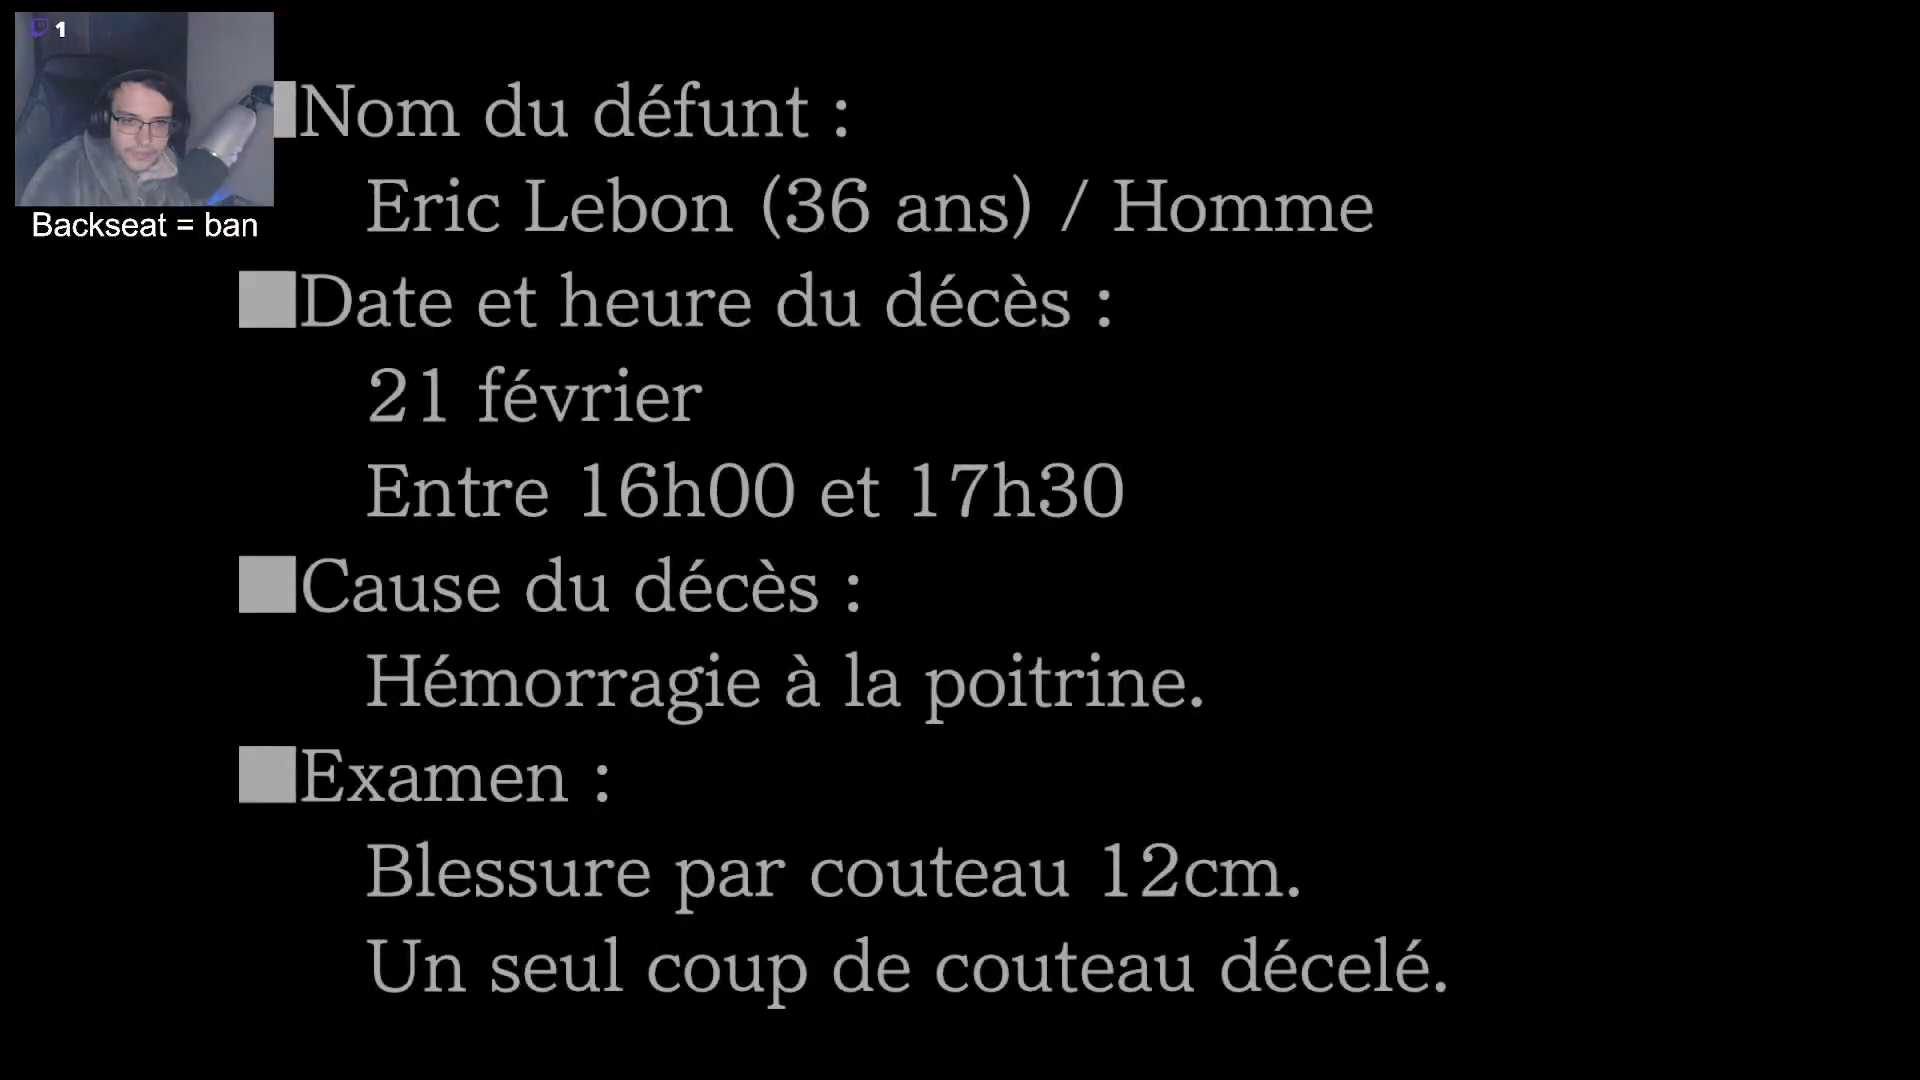 1
Backseat = ban
■Nom du défunt :
Eric Lebon (36 ans) / Homme
■Date et heure du décès :
21 février
Entre 16h00 et 17h30
■Cause du décès :
Hémorragie à la poitrine.
■Examen :
Blessure par couteau 12cm.
Un seul coup de couteau décelé.